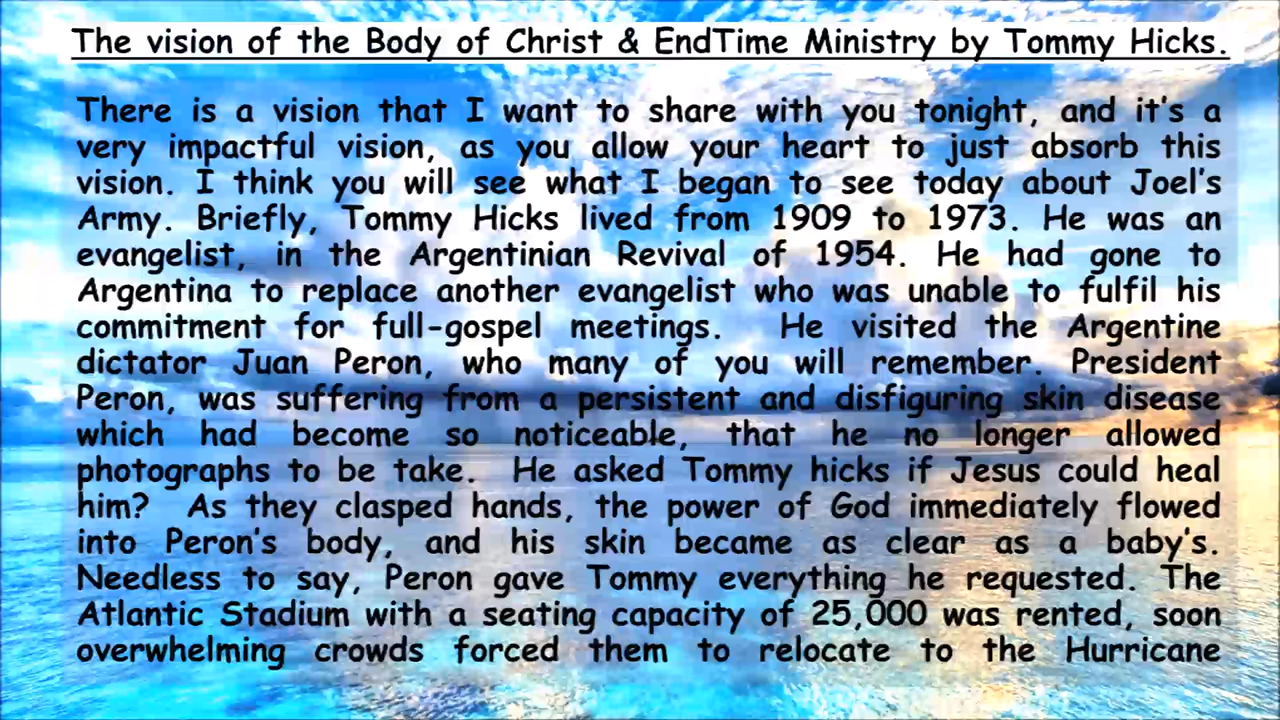 The vision of the Body of Christ & EndTime Ministry by Tommy Hicks.
There is a vision that I want to share with you tonight, and it's a
very impactful vision, as you allow your heart to just absorb this
vision. I think you will see what I began to see today about Joel's
Army. Briefly, Tommy Hicks lived from 1909 to 1973. He was an
evangelist, in the Argentinian Revival of 1954. He had gone to
Argentina to replace another evangelist who was unable to fulfil his
commitment for full-gospel meetings. He visited the Argentine
dictator Juan Peron, who many of you will remember. President
Peron, was suffering from a persistent and disfiguring skin disease
which had become so noticeable, that he no longer allowed
photographs to be take. He asked Tommy hicks if Jesus could heal
him? As they clasped hands, the power of God immediately flowed
into Peron's body, and his skin became as clear as a baby's.
Needless to say, Peron gave Tommy everything he requested. The
Atlantic Stadium with a seating capacity of 25,000 was rented, soon
overwhelming crowds forced them to relocate to the Hurricane